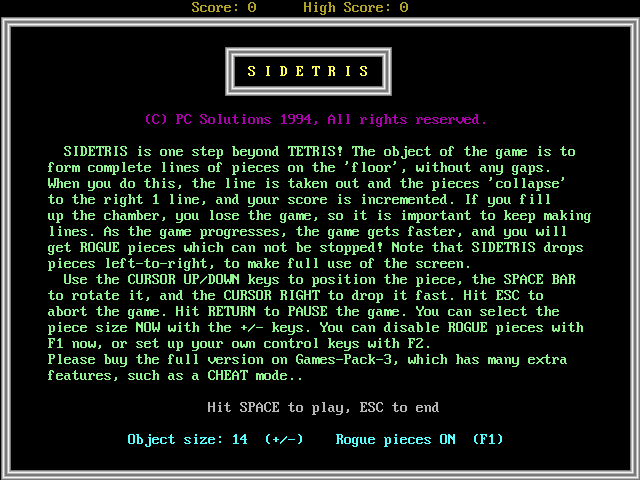 Score: 0 High Score: 0
S I D E T R I S
(C) PC Solutions 1994, All rights reserved.
SIDETRIS is one step beyond TETRIS! The object of the game is to
form complete lines of pieces on the 'floor', without any gaps.
When you do this, the line is taken out and the pieces 'collapse'
to the right 1 line, and your score is incremented. If you fill
up the chamber, you lose the game, so it is important to keep making
lines. As the game progresses, the game gets faster, and you will
get ROGUE pieces which can not be stopped! Note that SIDETRIS drops
pieces left-to-right, to make full use of the screen.
Use the CURSOR UP/DOWN keys to position the piece, the SPACE BAR
to rotate it, and the CURSOR RIGHT to drop it fast. Hit ESC to
abort the game. Hit RETURN to PAUSE the game. You can select the
piece size NOW with the +/- keys. You can disable ROGUE pieces with
F1 now, or set up your own control keys with F2.
Please buy the full version on Games-Pack-3, which has many extra
features, such as a CHEAT mode..
Hit SPACE to play, ESC to end
Object size: 14 (+/-) Rogue pieces ON (F1)